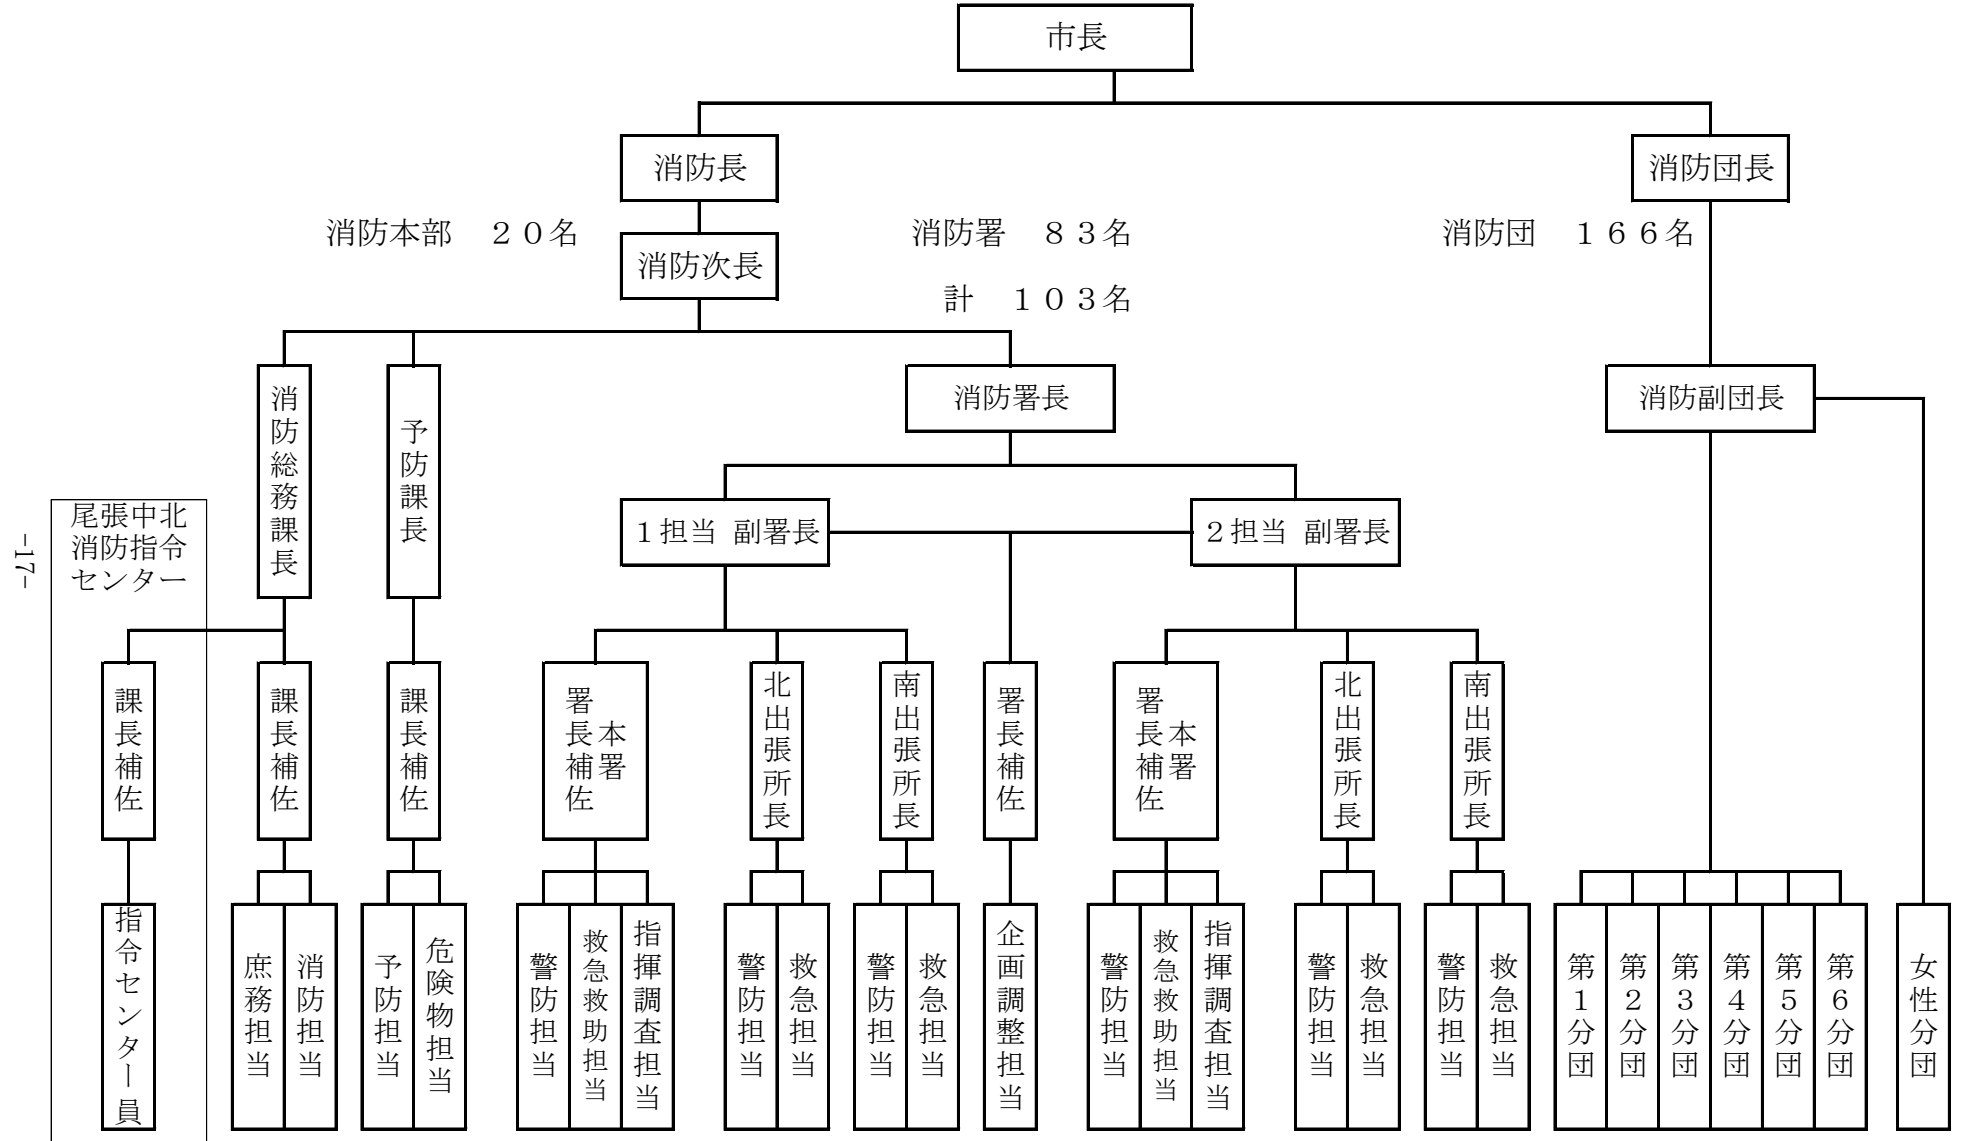 市長
消防長
消防団長
消防本部　２０名
消防署　８３名
消防団　１６６名
消防次長
計　１０３名
消防総務課長
予防課長
消防署長
消防副団長
尾張中北
消防指令
センター
１担当 副署長
２担当 副署長
-17-
課長補佐
課長補佐
課長補佐
本署
署長補佐
北出張所長
南出張所長
署長補佐
本署
署長補佐
北出張所長
南出張所長
指令センター員
庶務担当
消防担当
予防担当
危険物担当
警防担当
救急救助担当
指揮調査担当
警防担当
救急担当
警防担当
救急担当
企画調整担当
警防担当
救急救助担当
指揮調査担当
警防担当
救急担当
警防担当
救急担当
第１分団
第２分団
第３分団
第４分団
第５分団
第６分団
女性分団